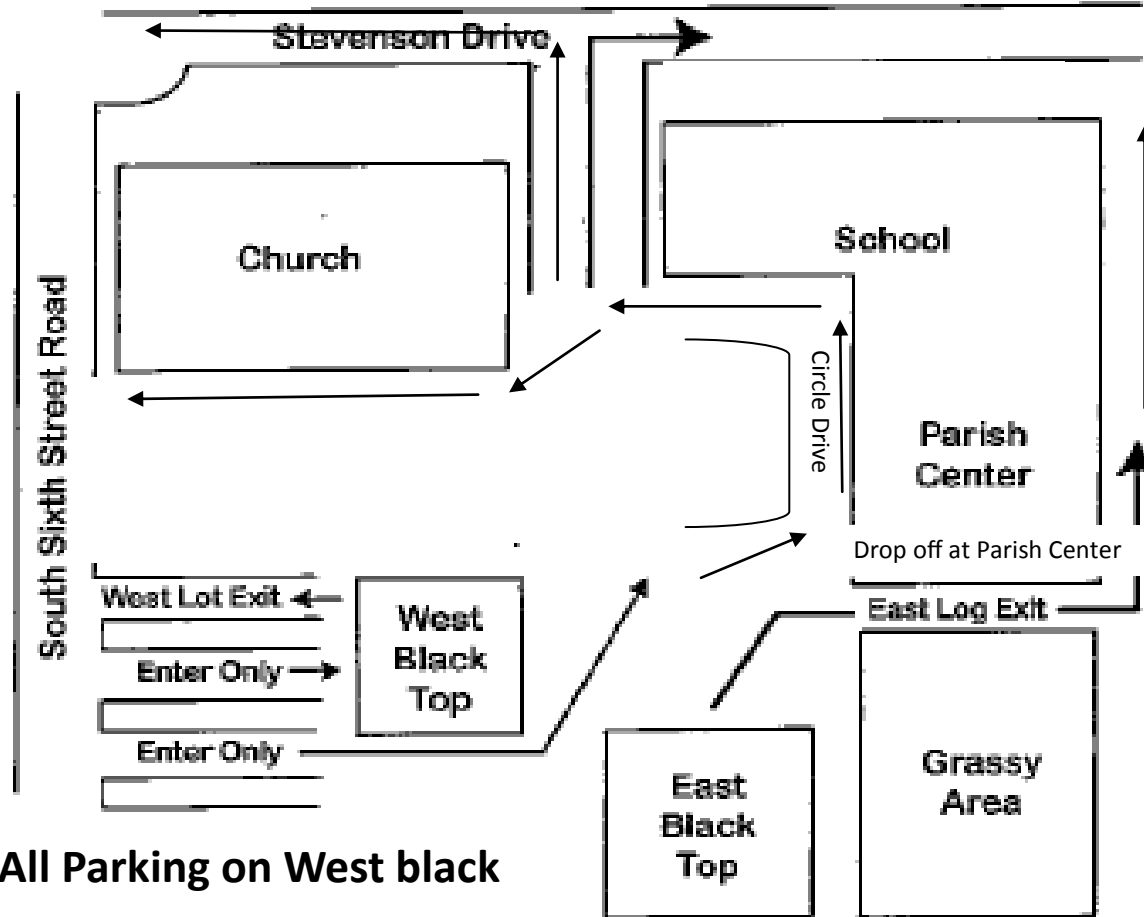 Stevenson Drive
Church
School
South Sixth Street Road
Circle Drive
Parish
Center
Drop off at Parish Center
West Lot Exit
West
Black
Top
East Log Exit
Enter Only
Enter Only
East
Black
Top
Grassy
Area
All Parking on West black